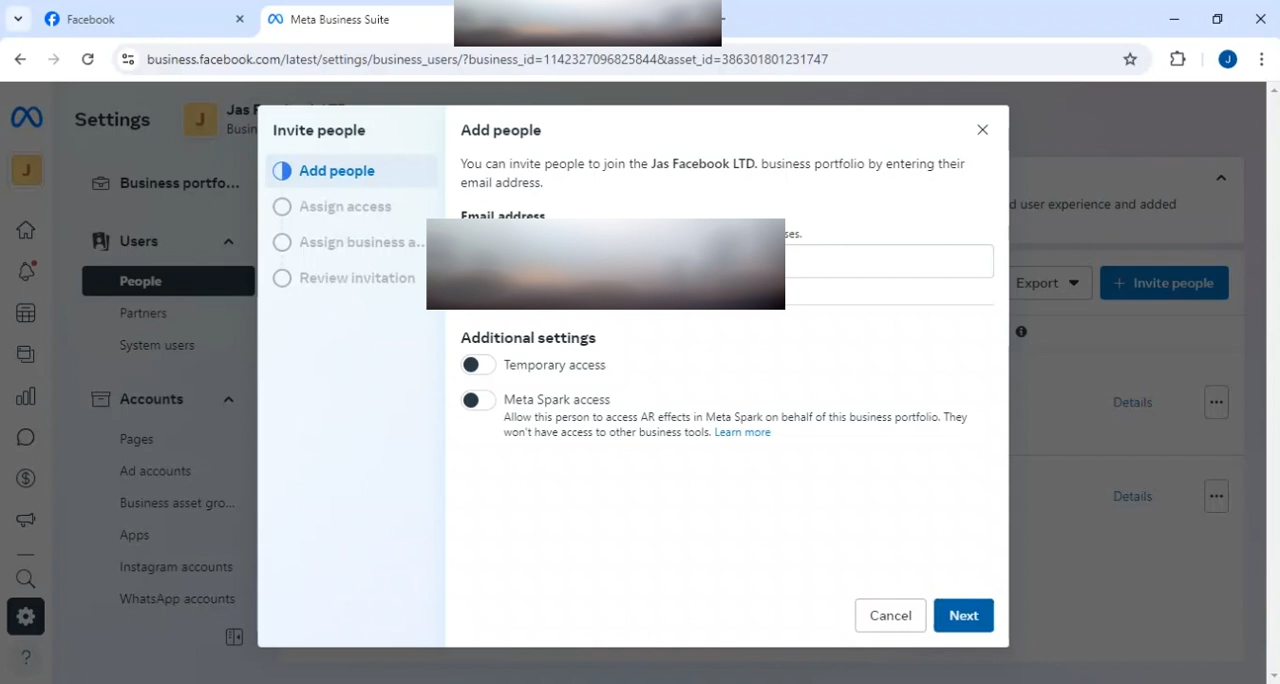 Facebook
Meta Business Suite
business.facebook.com/latest/settings/business_users/?business_id=1142327096825844&asset_id=386301801231747
J
Settings
J
Jas F
Busin
J
Business portfo...
Users
People
Partners
System users
Accounts
Pages
Ad accounts
Business asset gro...
Apps
Instagram accounts
WhatsApp accounts
?
Invite people
Add people
Assign access
Assign business a...
Review invitation
Add people
You can invite people to join the Jas Facebook LTD. business portfolio by entering their
email address.
Email address
ses.
Additional settings
Temporary access
Meta Spark access
Allow this person to access AR effects in Meta Spark on behalf of this business portfolio. They
won't have access to other business tools. Learn more
Cancel
Next
d user experience and added
Export
+ Invite people
Details
Details